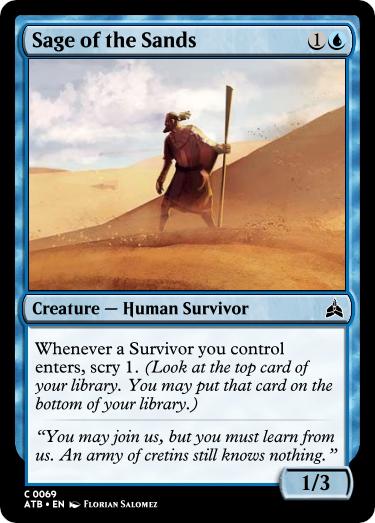 Sage of the Sands 1
Creature — Human Survivor
Whenever a Survivor you control
enters, scry 1. (Look at the top card of
your library. You may put that card on the
bottom of your library.)
“You may join us, but you must learn from
us. An army of cretins still knows nothing.”
1/3
C 0069
ATB • EN Florian Salomez